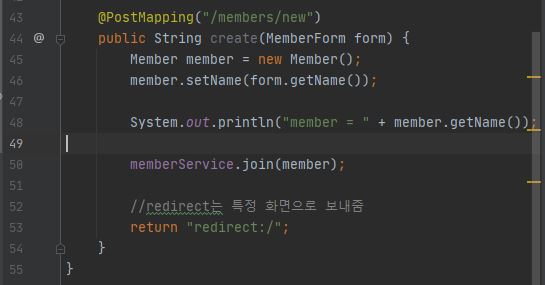 43 @PostMapping("/members/new")
44 @ public String create(MemberForm form) {
45 Member member = new Member();
46 member.setName(form.getName());
47
48 System.out.println("member = " + member.getName());
49
50 memberService.join(member);
51
52 //redirect는 특정 화면으로 보내줌
53 return "redirect:/";
54 }
55 }